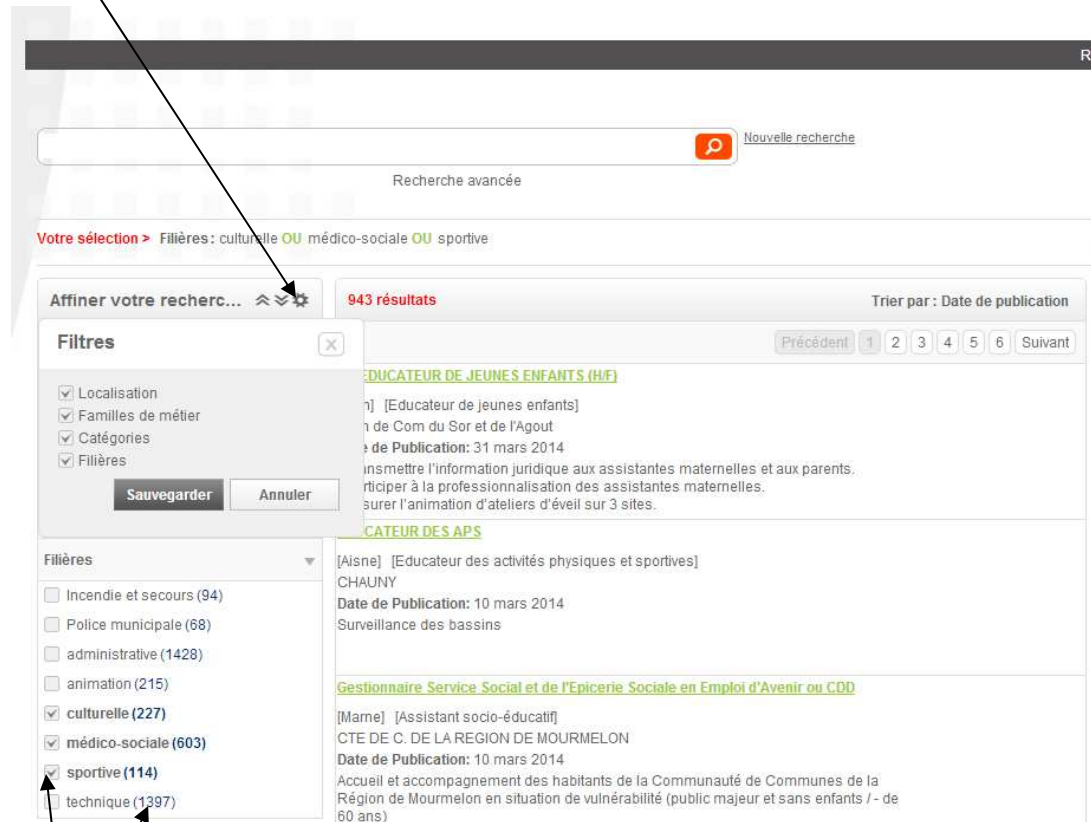 R
Nouvelle recherche
Recherche avancée
Votre sélection > Filières : culturelle OU médico-sociale OU sportive
Affiner votre recherc...
943 résultats
Trier par : Date de publication
Filtres
Précédent 1 2 3 4 5 6 Suivant
Localisation
Familles de métier
Catégories
Filières
Sauvegarder Annuler
EDUCATEUR DE JEUNES ENFANTS (H/F)
[Educateur de jeunes enfants]
de Com du Sor et de l'Agout
de Publication: 31 mars 2014
l'information juridique aux assistantes maternelles et aux parents.
à la professionnalisation des assistantes maternelles.
l'animation d'ateliers d'éveil sur 3 sites.
CATEUR DES APS
[Aisne] [Educateur des activités physiques et sportives]
CHAUNY
Date de Publication: 10 mars 2014
Surveillance des bassins
Gestionnaire Service Social et de l'Epicerie Sociale en Emploi d'Avenir ou CDD
[Marne] [Assistant socio-éducatif]
CTE DE C. DE LA REGION DE MOURMELON
Date de Publication: 10 mars 2014
Accueil et accompagnement des habitants de la Communauté de Communes de la
Région de Mourmelon en situation de vulnérabilité (public majeur et sans enfants / - de
60 ans)
Filières
Incendie et secours (94)
Police municipale (68)
administrative (1428)
animation (215)
culturelle (227)
médico-sociale (603)
sportive (114)
technique (1397)